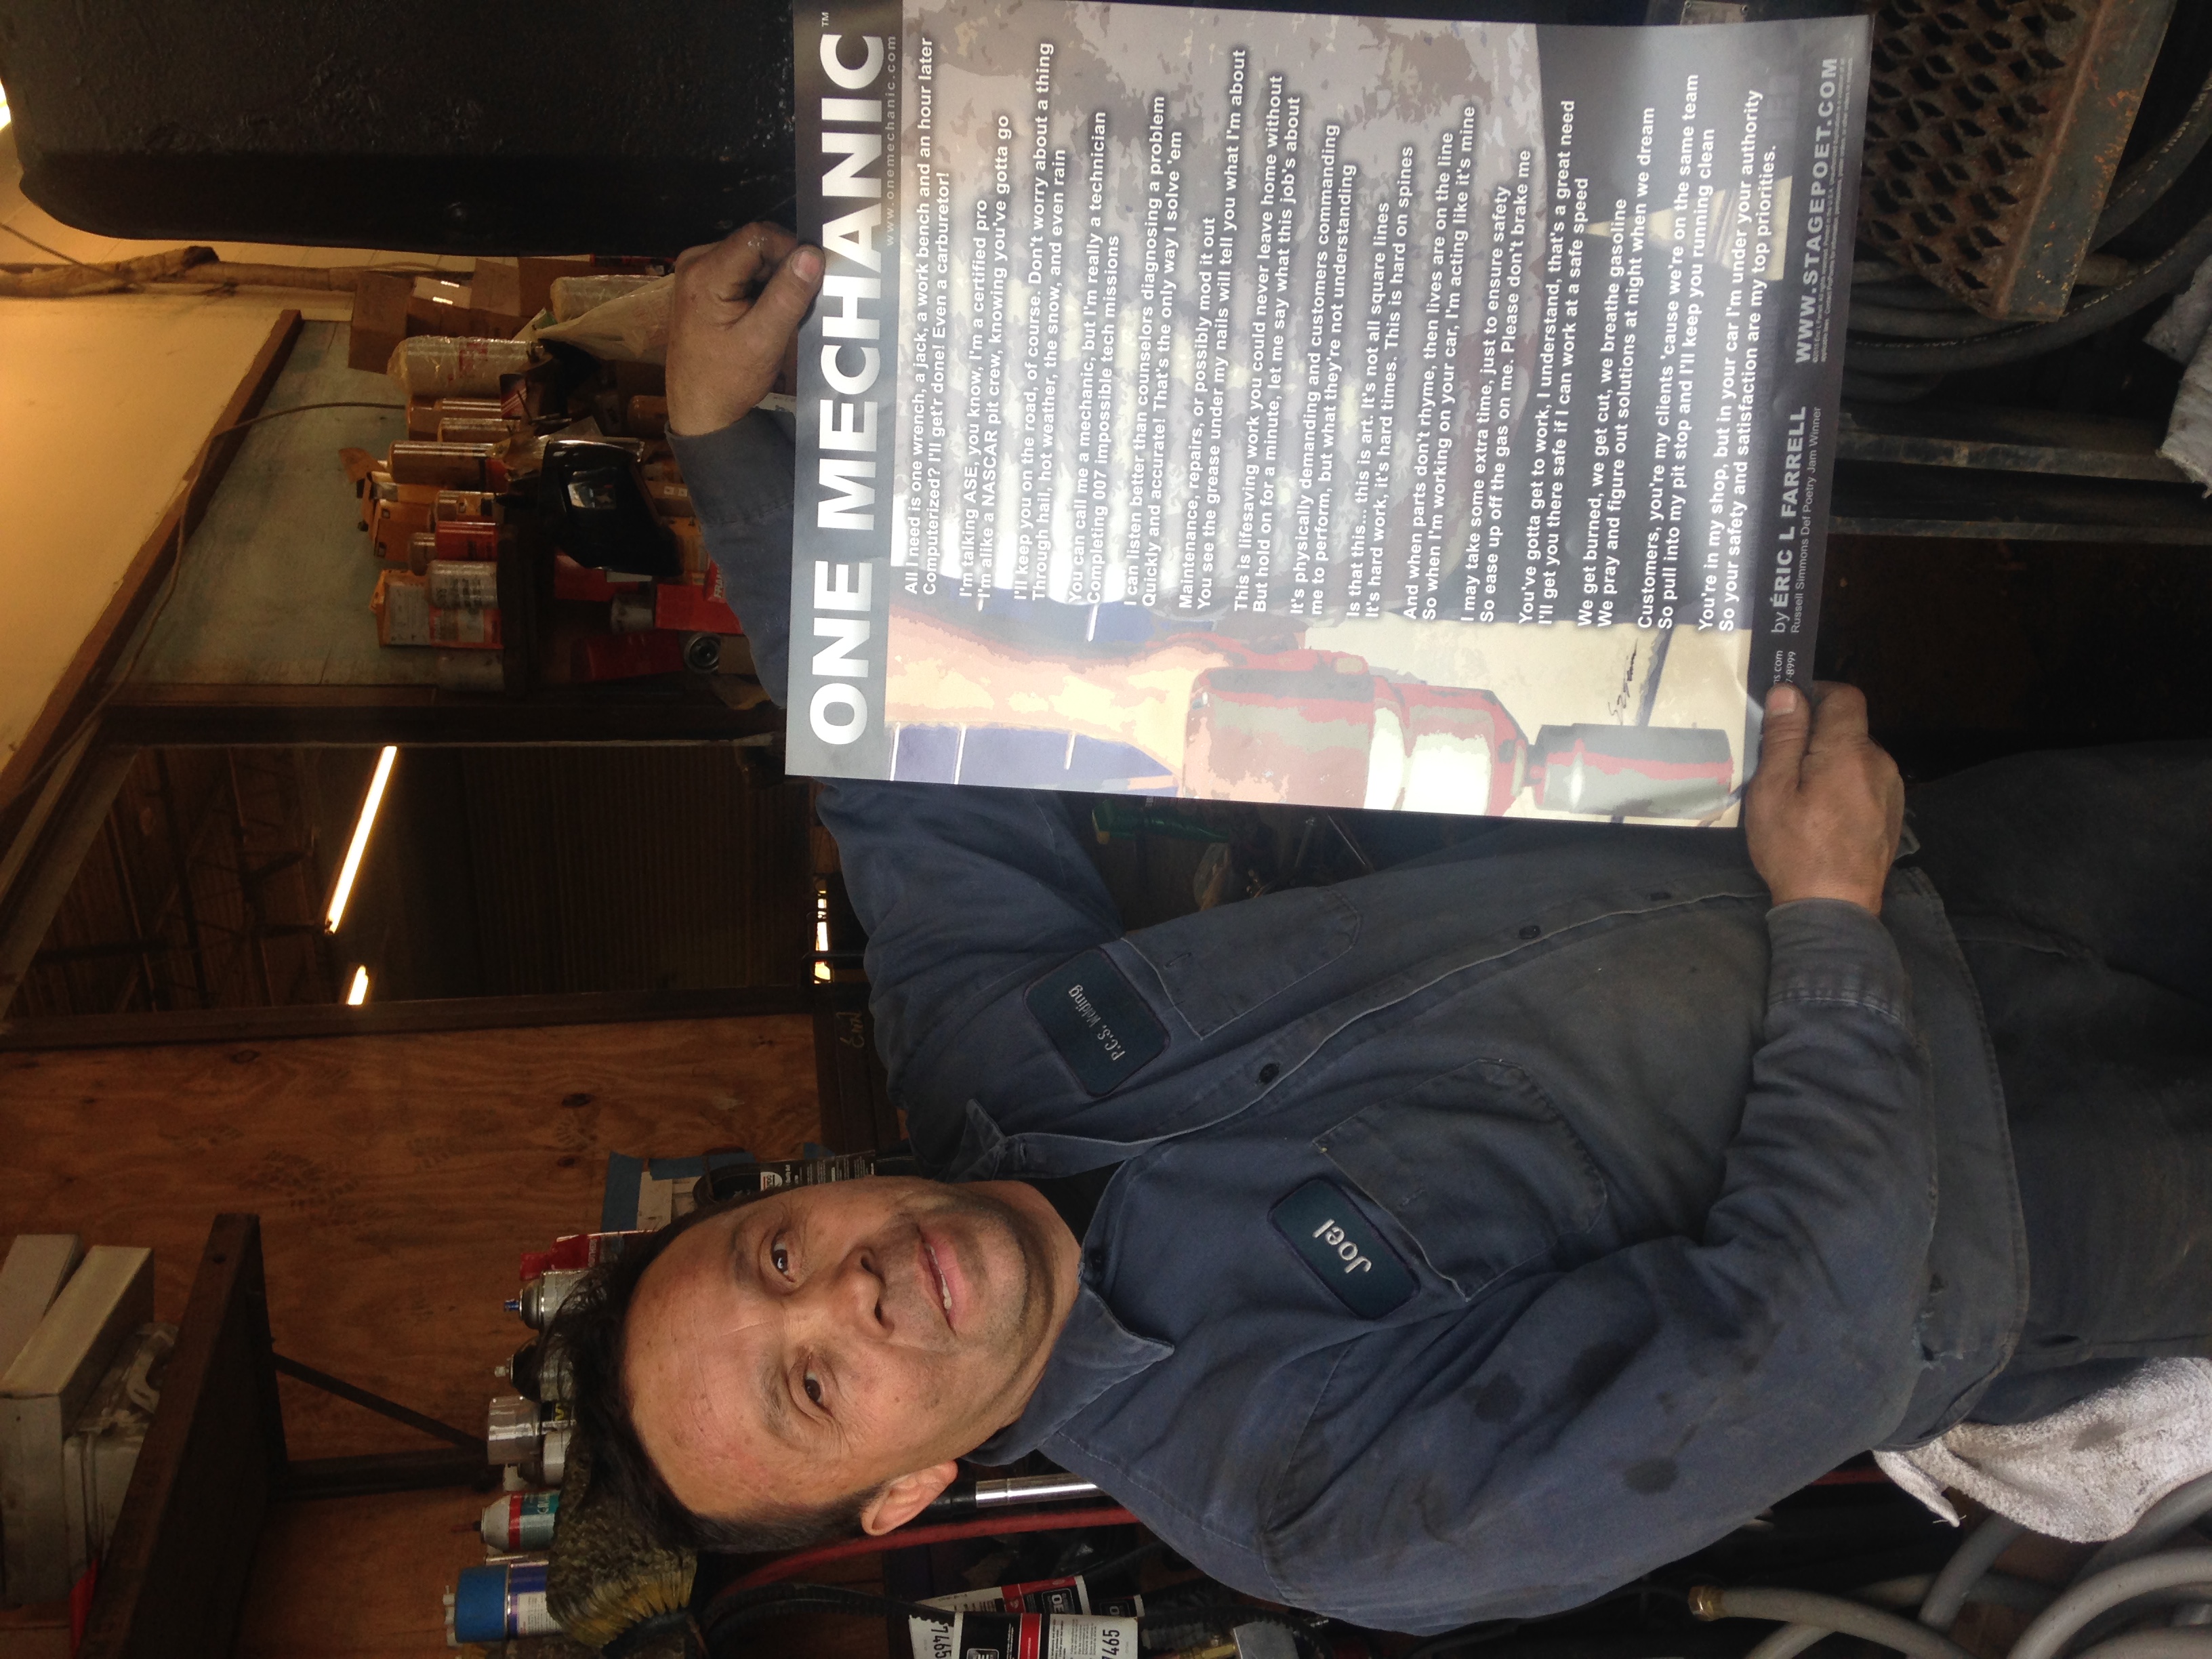 ONE MECHANIC™
www.onemechanic.com
All I need is one wrench, a jack, a work bench and an hour later
Computerized!? I'll get'r done! Even a carburetor!
I'm talking ASE, you know, I'm a certified pro
I'm alike a NASCAR pit crew, knowing you've gotta go
I'll keep you on the road, of course. Don't worry about a thing
Through hail, hot weather, the snow, and even rain
You can call me a mechanic, but I'm really a technician
Completing 007 impossible tech missions
I can listen better than counselors diagnosing a problem
Quickly and accurate! That's the only way I solve 'em
Maintenance, repairs, or possibly mod it out
You see the grease under my nails will tell you what I'm about
This is lifesaving work you could never leave home without
But hold on for a minute, let me say what this job's about
It's physically demanding and customers commanding
me to perform, but what they're not understanding
Is that this... this is art. It's not all square lines
It's hard work, it's hard times. This is hard on spines
And when parts don't rhyme, then lives are on the line
So when I'm working on your car, I'm acting like it's mine
I may take some extra time, just to ensure safety
So ease up off the gas on me. Please don't brake me
You've gotta get to work, I understand, that's a great need
I'll get you there safe if I can work at a safe speed
We get burned, we get cut, we breathe gasoline
We pray and figure out solutions at night when we dream
Customers, you're my clients 'cause we're on the same team
So pull into my pit stop and I'll keep you running clean
You're in my shop, but in your car I'm under your authority
So your safety and satisfaction are my top priorities.
by ÉRIC L FARRELL
Russell Simmons Def Poetry Jam Winner
WWW.STAGEPOET.COM
7-8999
P.C.S. Welding
Joel
7465
7465